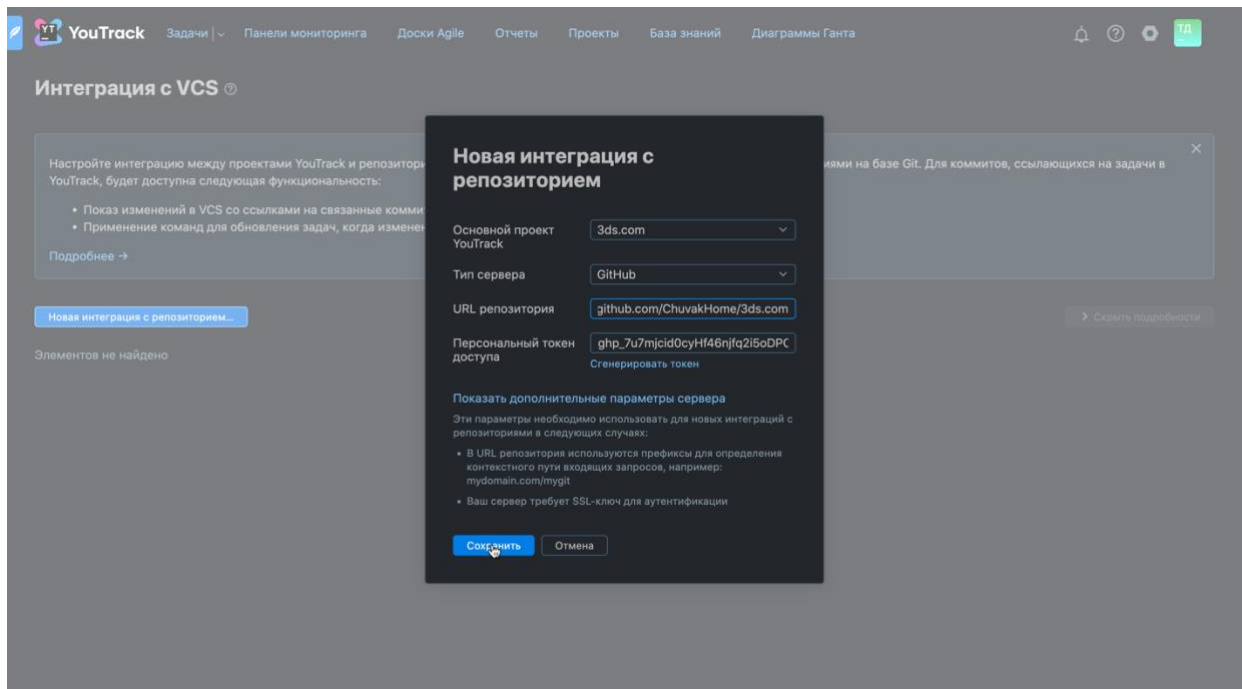 YT YouTrack Задачи Панели мониторинга Доски Agile Отчеты Проекты База знаний Диаграммы Ганта ТД
Интеграция с VCS
Настройте интеграцию между проектами YouTrack и репозитори
ями на базе Git. Для коммитов, ссылающихся на задачи в
YouTrack, будет доступна следующая функциональность:
• Показ изменений в VCS со ссылками на связанные комми
• Применение команд для обновления задач, когда изменен
Подробнее →
Новая интеграция с репозиторием...
Скрыть подробности
Элементов не найдено
Новая интеграция с
репозиторием
Основной проект
YouTrack
3ds.com
Тип сервера
GitHub
URL репозитория
github.com/ChuvakHome/3ds.com
Персональный токен
доступа
ghp_7u7mjcid0cyHf46njfq2i5oDPC
Сгенерировать токен
Показать дополнительные параметры сервера
Эти параметры необходимо использовать для новых интеграций с
репозиториями в следующих случаях:
• В URL репозитория используются префиксы для определения
контекстного пути входящих запросов, например:
mydomain.com/mygit
• Ваш сервер требует SSL-ключ для аутентификации
Сохранить Отмена